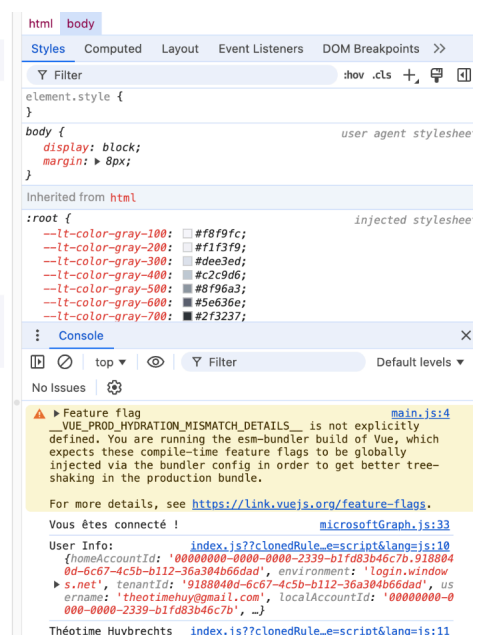 html body
Styles Computed Layout Event Listeners DOM Breakpoints
Filter :hov .cls
element.style {
}
body { user agent styleshee
display: block;
margin: 8px;
}
Inherited from html
:root { injected styleshee
--lt-color-gray-100: #f8f9fc;
--lt-color-gray-200: #f1f3f9;
--lt-color-gray-300: #dee3ed;
--lt-color-gray-400: #c2c9d6;
--lt-color-gray-500: #8f96a3;
--lt-color-gray-600: #5e636e;
--lt-color-gray-700: #2f3237;
Console
top Filter Default levels
No Issues
Feature flag main.js:4
__VUE_PROD_HYDRATION_MISMATCH_DETAILS__ is not explicitly
defined. You are running the esm-bundler build of Vue, which
expects these compile-time feature flags to be globally
injected via the bundler config in order to get better tree-
shaking in the production bundle.
For more details, see https://link.vuejs.org/feature-flags.
Vous êtes connecté ! microsoftGraph.js:33
User Info: index.js??clonedRule…e=script&lang=js:10
{homeAccountId: '00000000-0000-0000-2339-b1fd83b46c7b.918804
0d-6c67-4c5b-b112-36a304b66dad', environment: 'login.window
s.net', tenantId: '9188040d-6c67-4c5b-b112-36a304b66dad', us
ername: 'theotimehuy@gmail.com', localAccountId: '00000000-0
000-0000-2339-b1fd83b46c7b', …}
Théotime Huybrechts index.js??clonedRule…e=script&lang=js:11